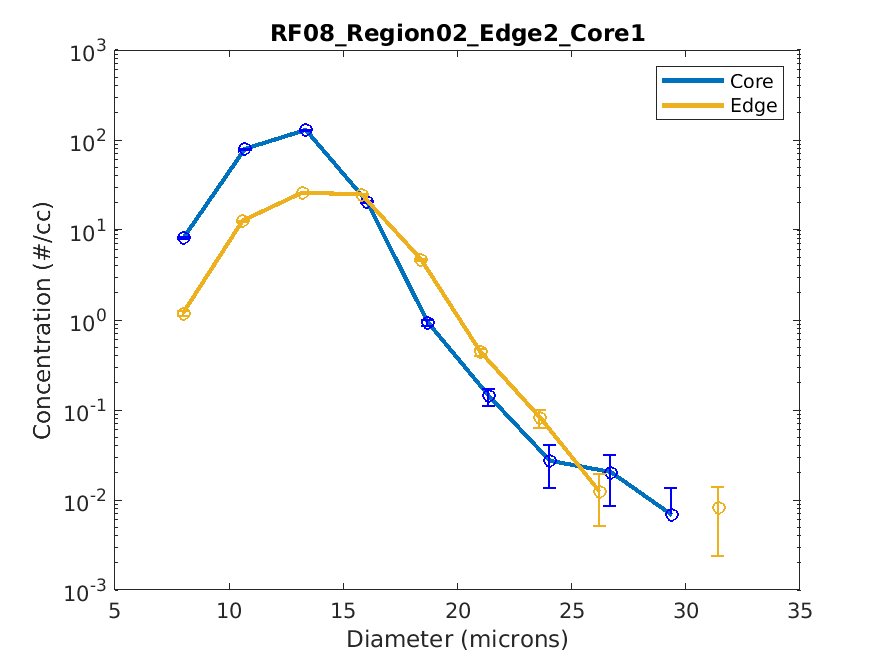 RF08_Region02_Edge2_Core1
Core
Edge
Concentration (#/cc)
10^3
10^2
10^1
10^0
10^-1
10^-2
10^-3
5 10 15 20 25 30 35
Diameter (microns)